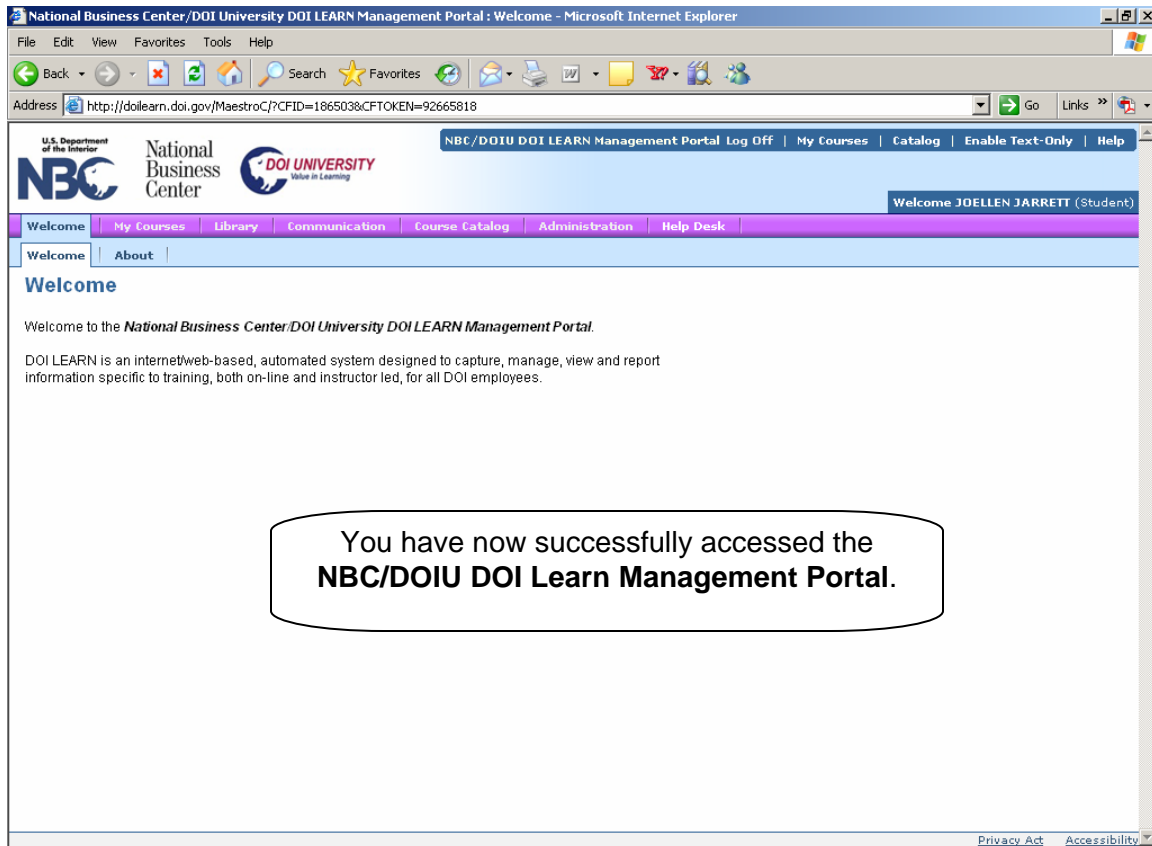 National Business Center/DOI University DOI LEARN Management Portal : Welcome - Microsoft Internet Explorer
File Edit View Favorites Tools Help
Back Search Favorites
Address http://doilearn.doi.gov/MaestroC/?CFID=186503&CFTOKEN=92665818 Go Links »
NBC/DOIU DOI LEARN Management Portal Log Off | My Courses | Catalog | Enable Text-Only | Help
U.S. Department
of the Interior
NBC
National
Business
Center
DOI UNIVERSITY
Value in Learning
Welcome JOELLEN JARRETT (Student)
Welcome My Courses Library Communication Course Catalog Administration Help Desk
Welcome About
Welcome
Welcome to the National Business Center/DOI University DOI LEARN Management Portal.
DOI LEARN is an internet/web-based, automated system designed to capture, manage, view and report
information specific to training, both on-line and instructor led, for all DOI employees.
You have now successfully accessed the
NBC/DOIU DOI Learn Management Portal.
Privacy Act Accessibility